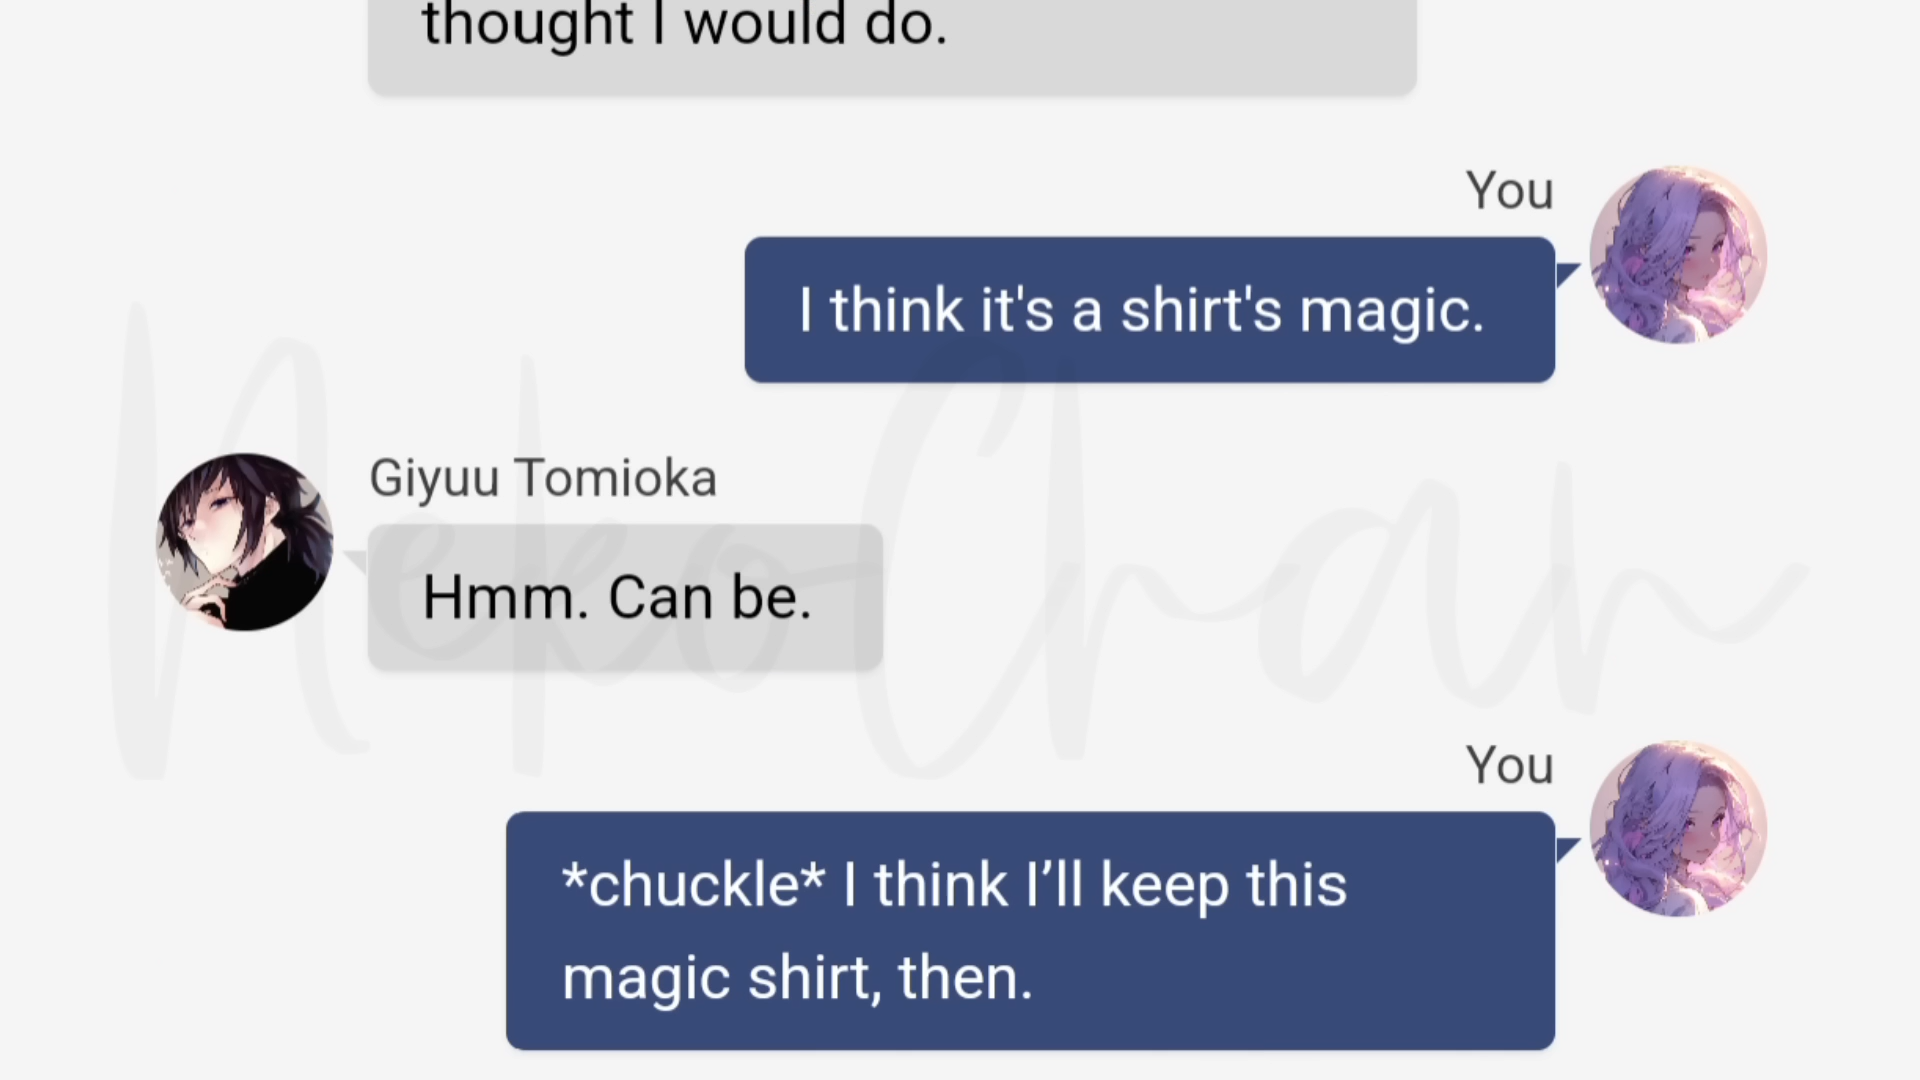 thought I would do.
You
I think it's a shirt's magic.
Giyuu Tomioka
Hmm. Can be.
You
*chuckle* I think I’ll keep this
magic shirt, then.
NekoChan